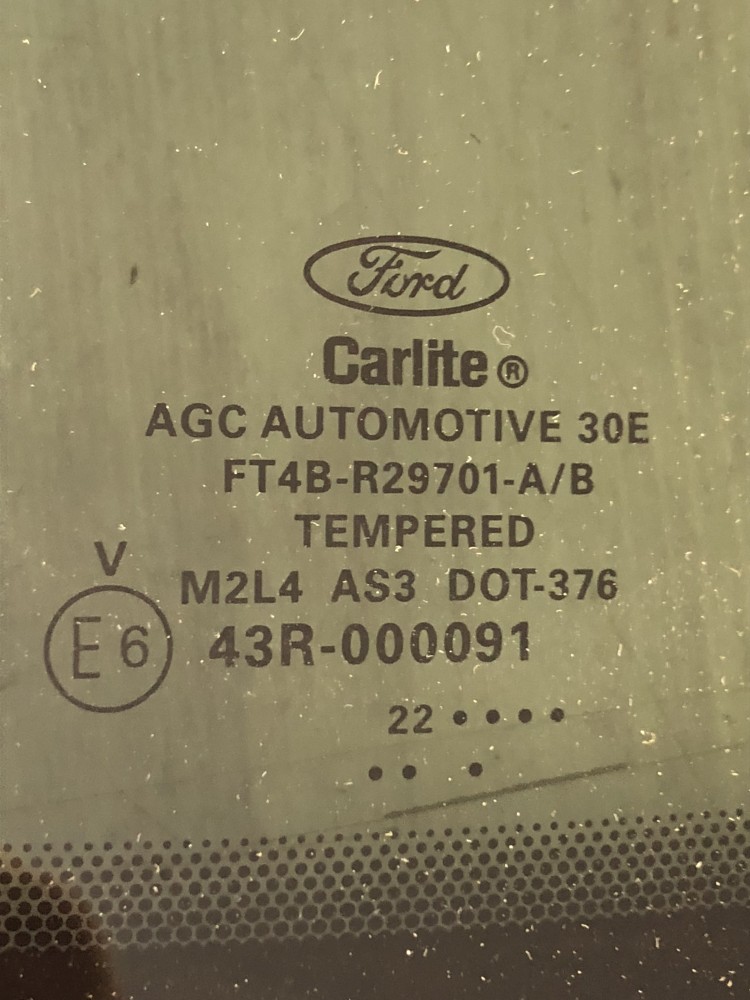 Ford
Carlite®
AGC AUTOMOTIVE 30E
FT4B-R29701-A/B
TEMPERED
V
M2L4 AS3 DOT-376
E6 43R-000091
22 • • • •
• • •